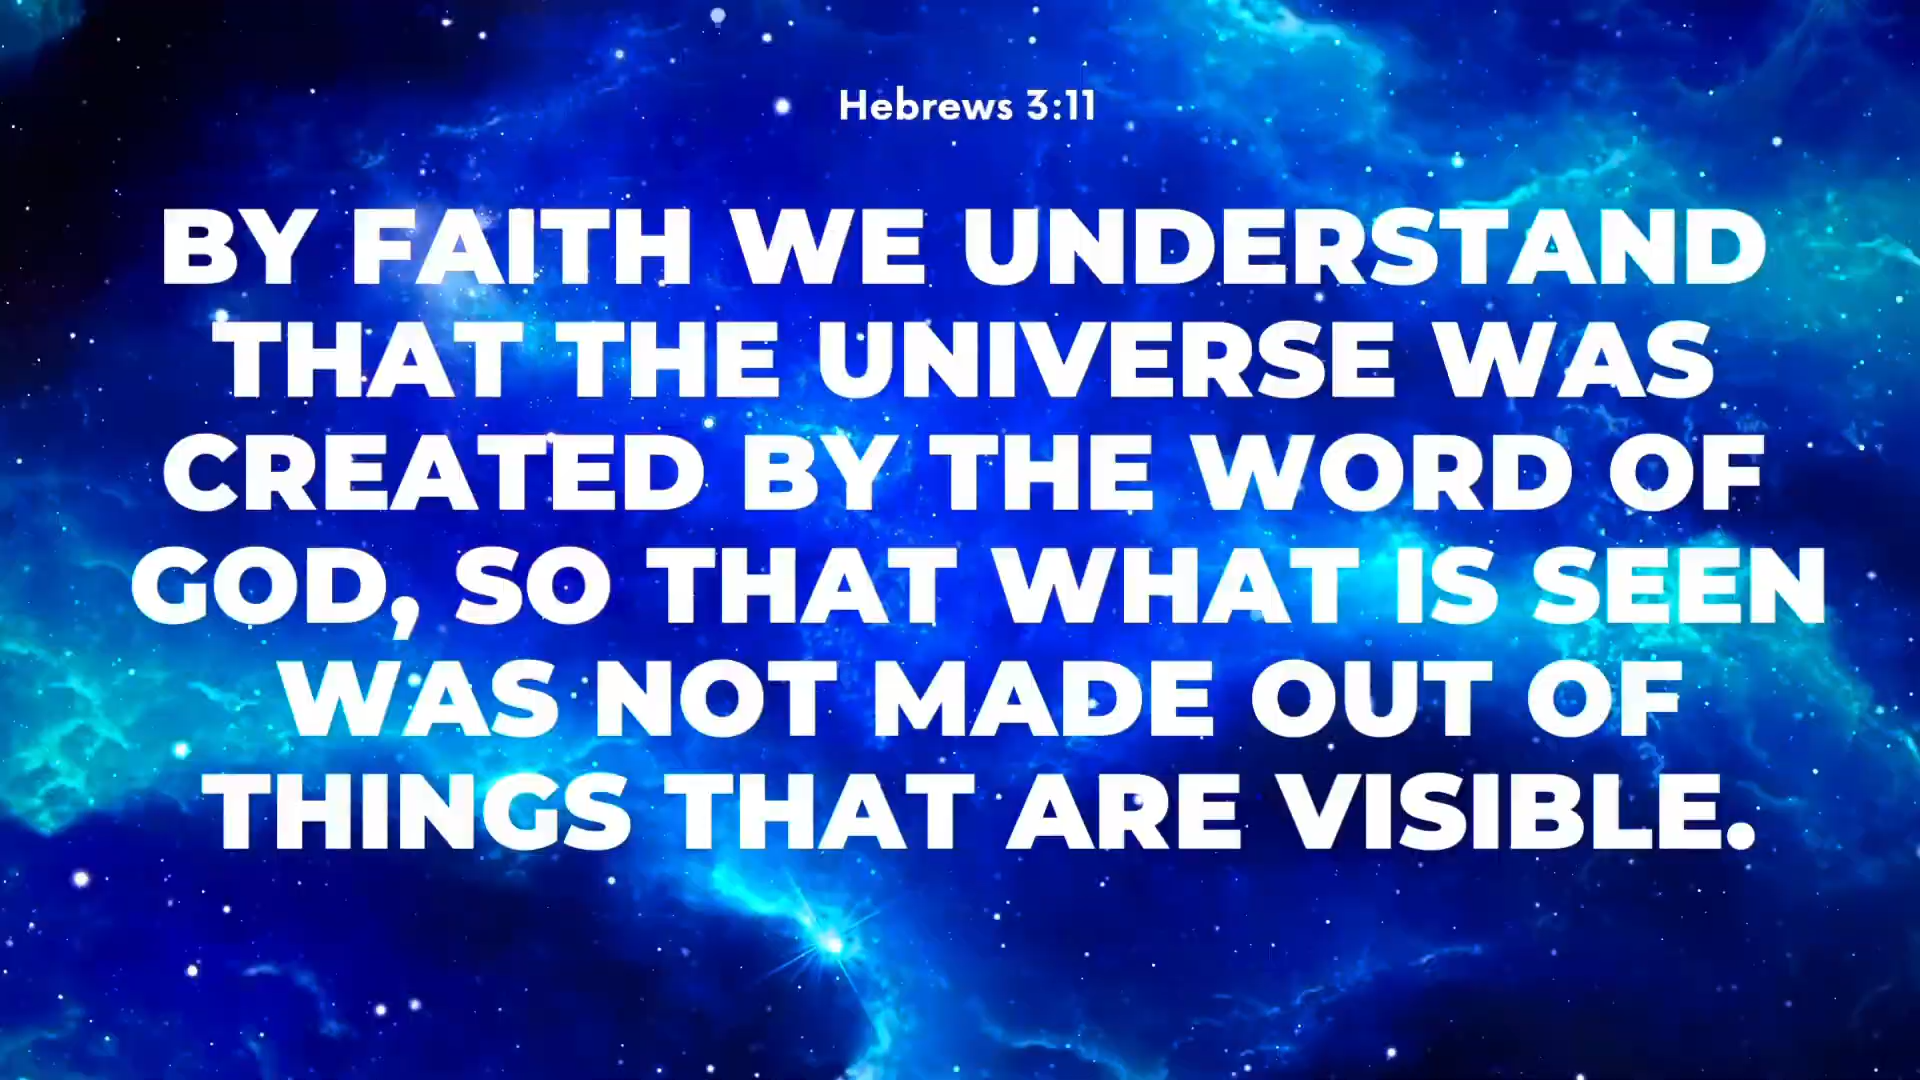 Hebrews 3:11
BY FAITH WE UNDERSTAND
THAT THE UNIVERSE WAS
CREATED BY THE WORD OF
GOD, SO THAT WHAT IS SEEN
WAS NOT MADE OUT OF
THINGS THAT ARE VISIBLE.